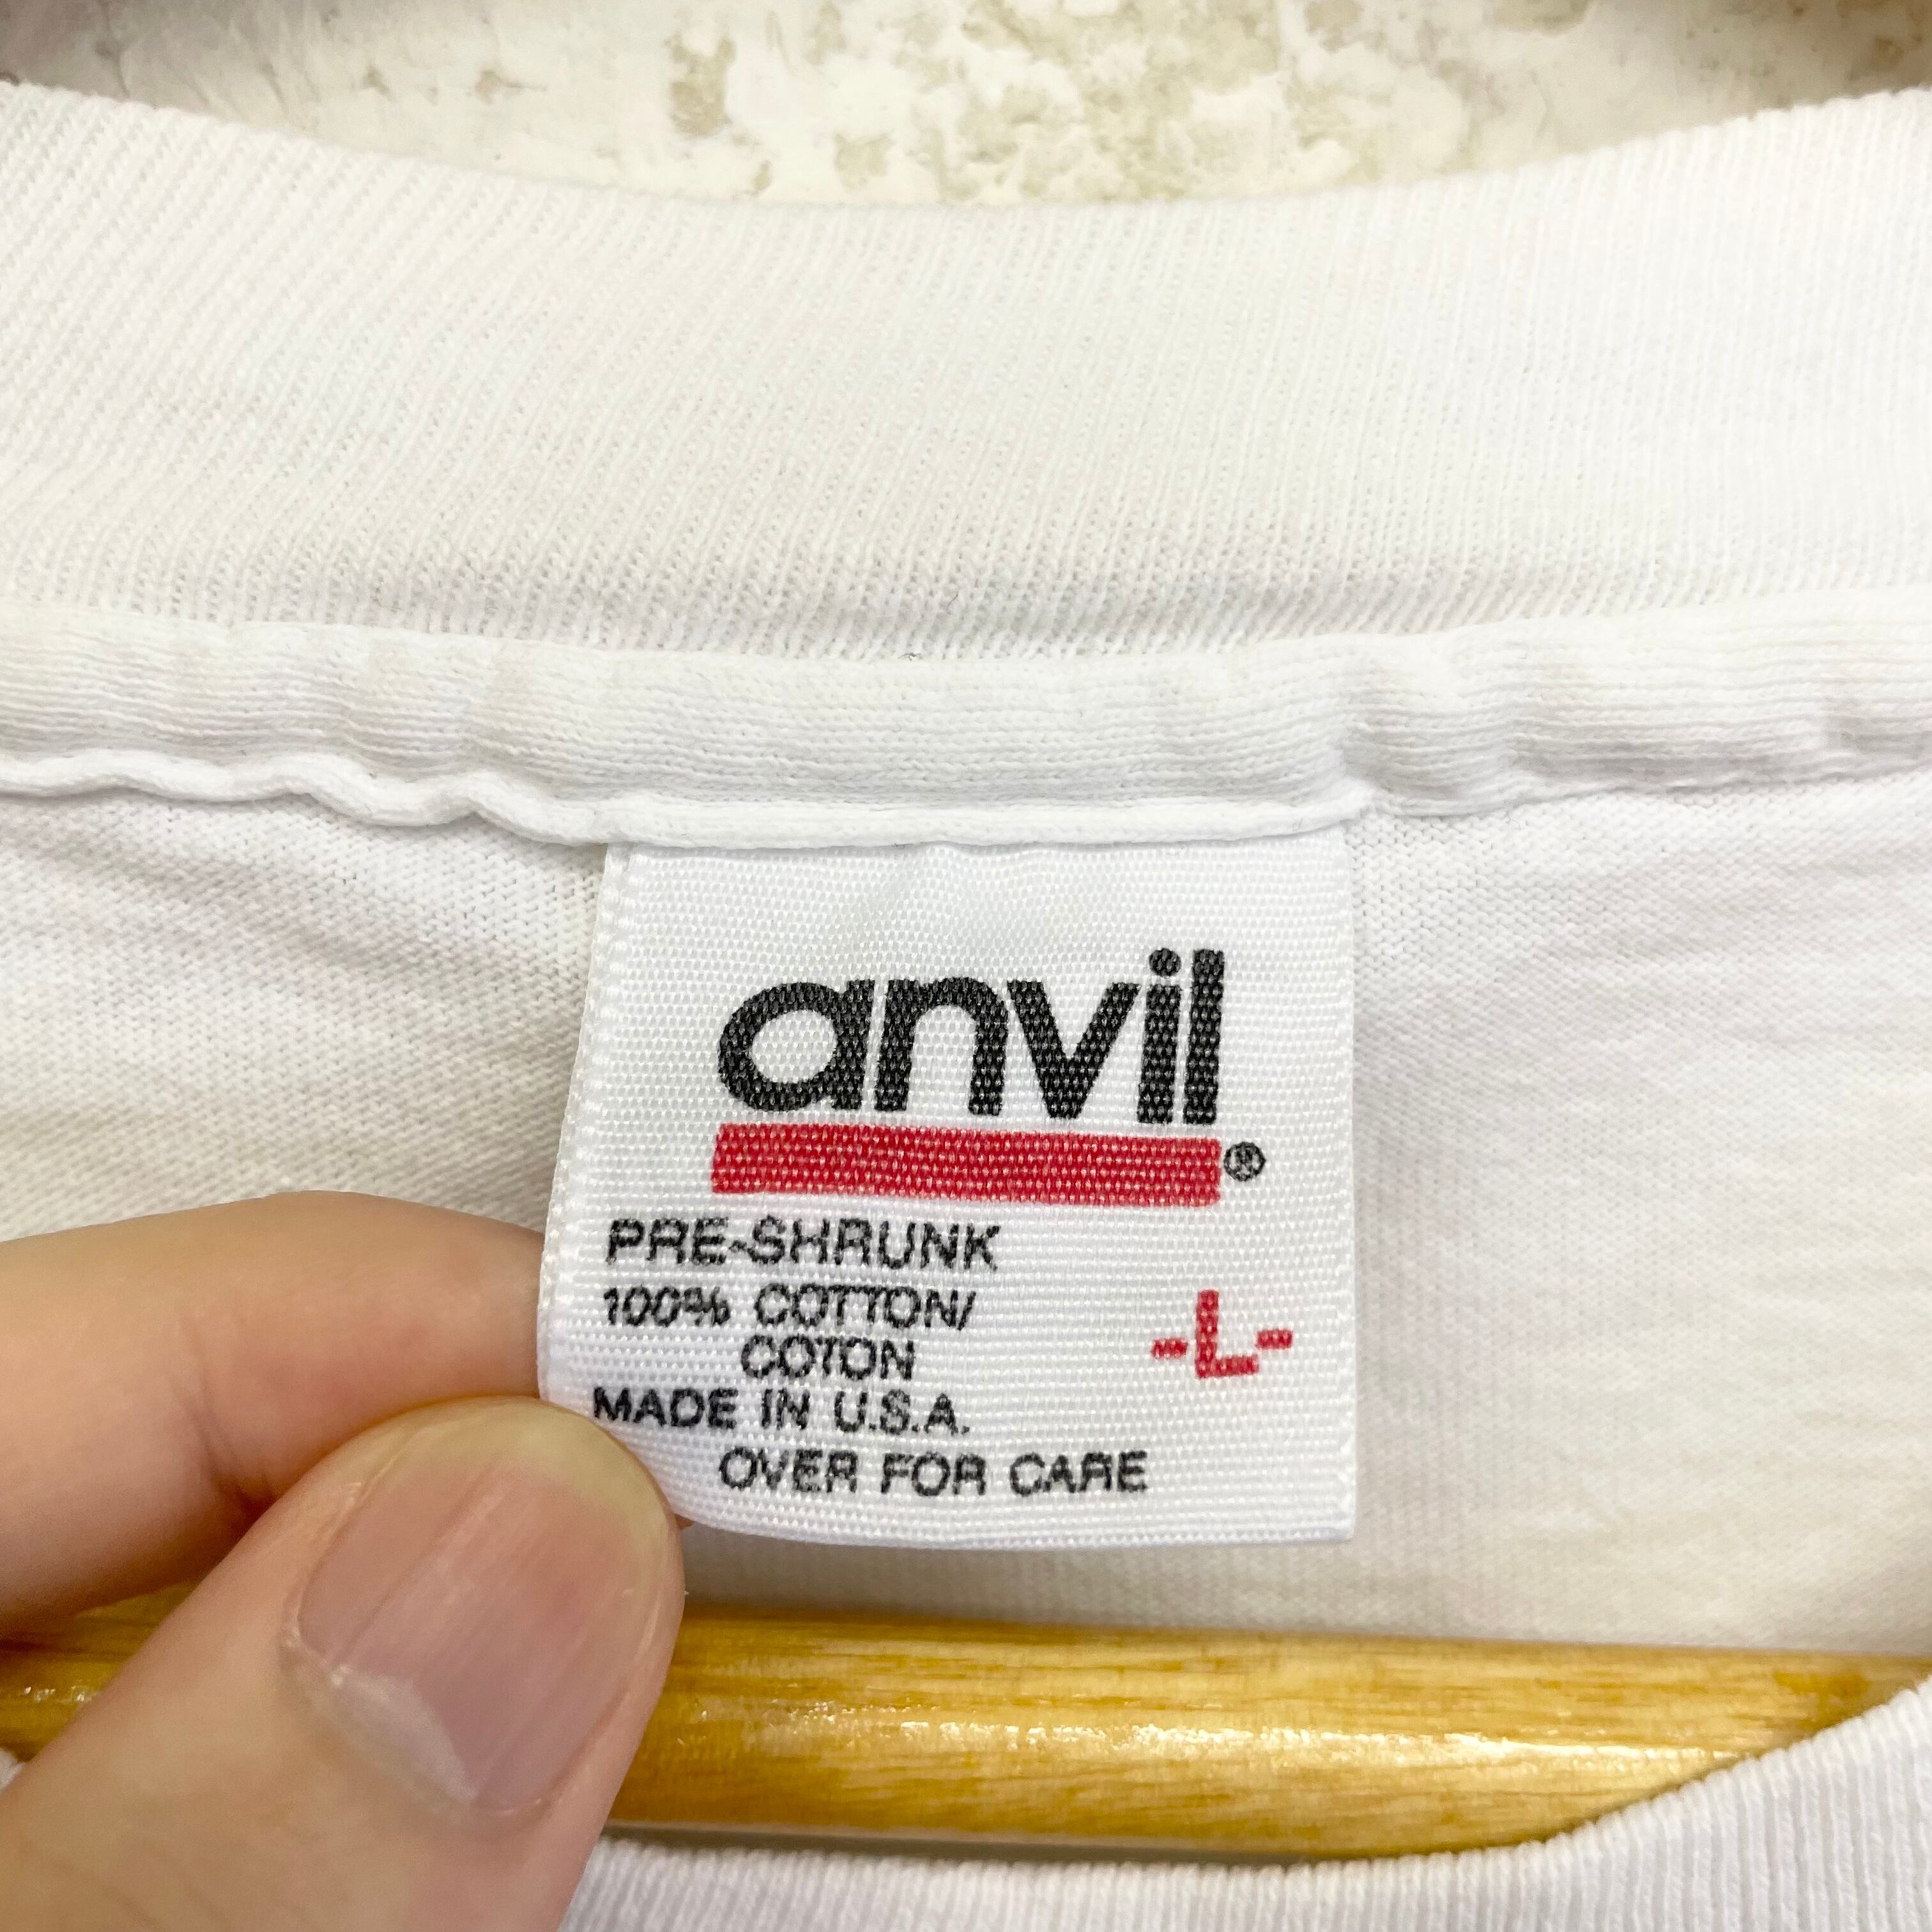 anvil®
PRE-SHRUNK
100% COTTON/
COTON
-L-
MADE IN U.S.A.
OVER FOR CARE